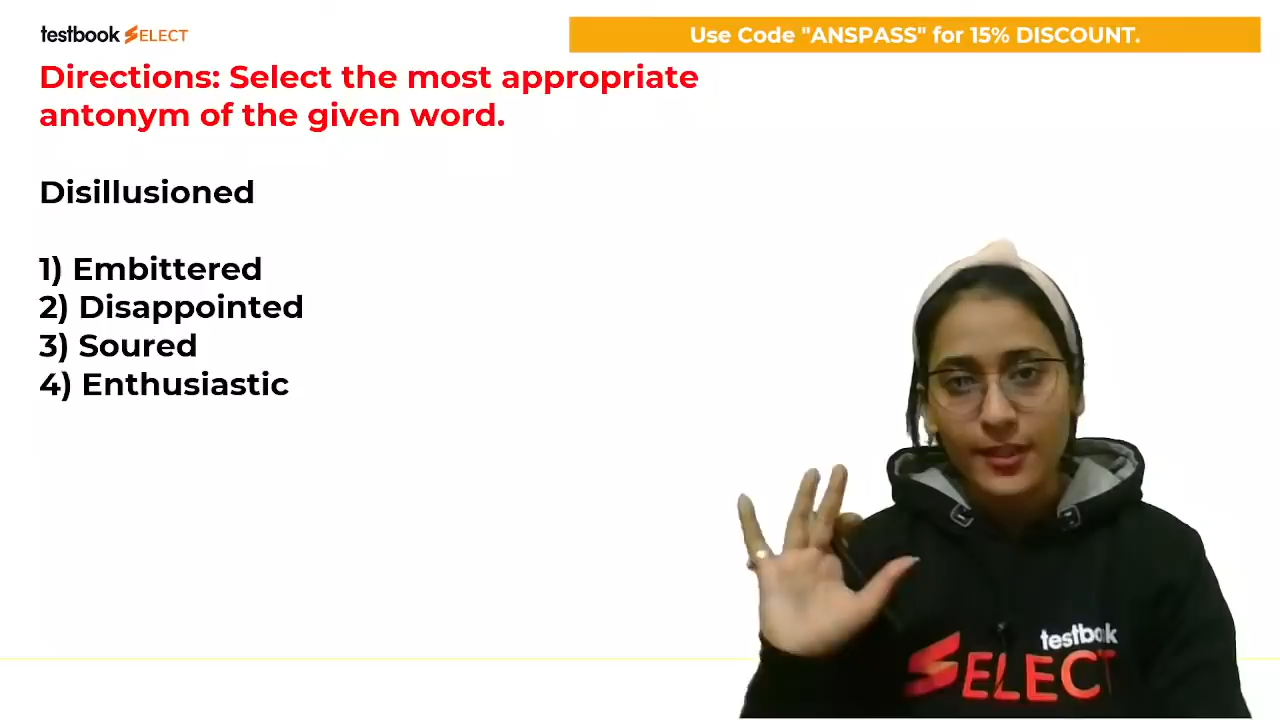 testbook SELECT
Use Code "ANSPASS" for 15% DISCOUNT.
Directions: Select the most appropriate
antonym of the given word.
Disillusioned
1) Embittered
2) Disappointed
3) Soured
4) Enthusiastic
testbook
SELECT